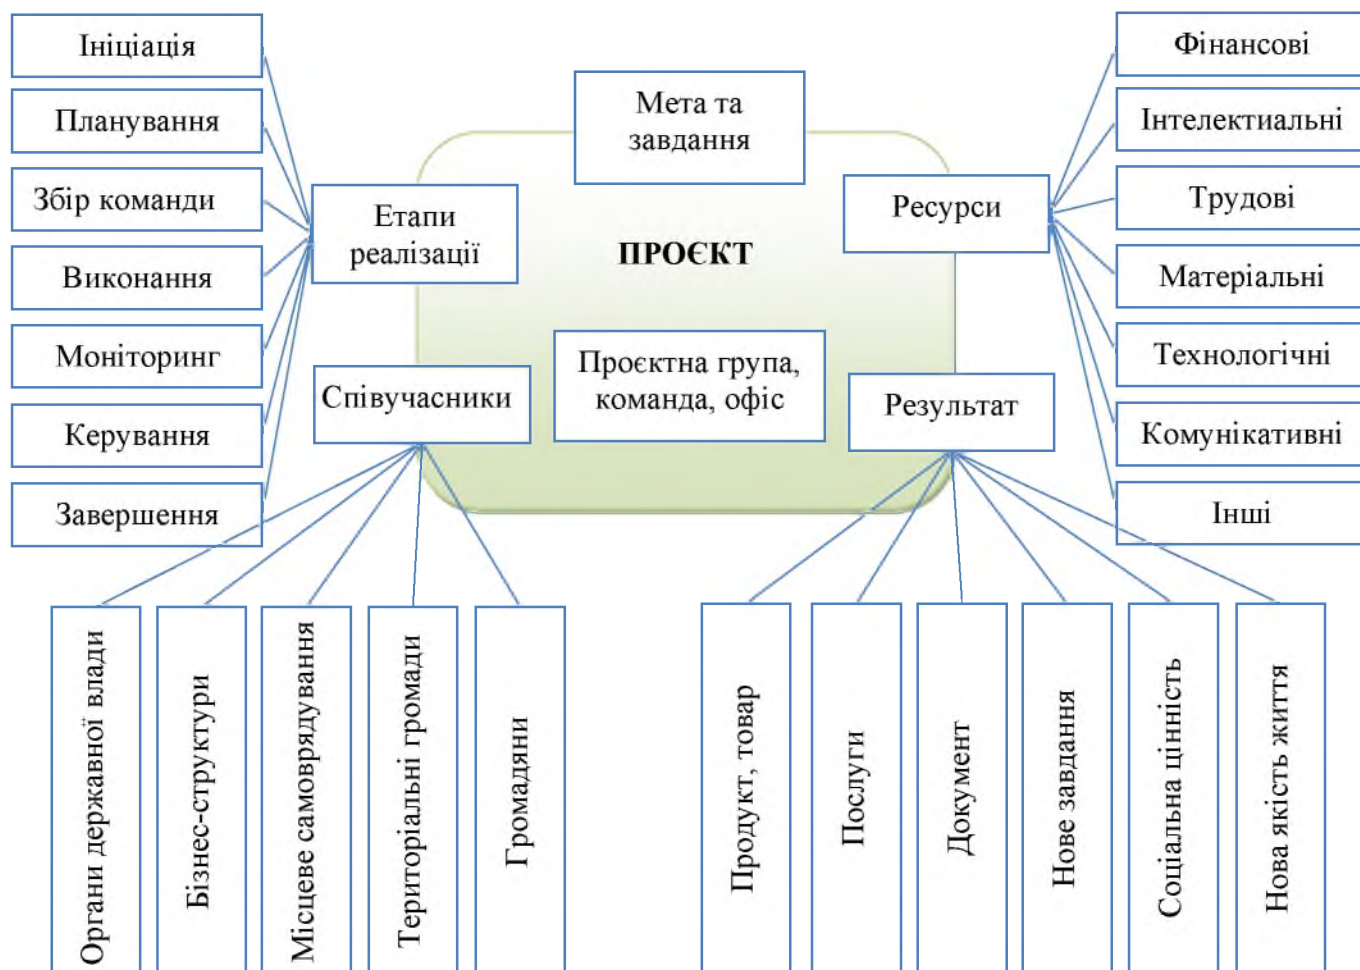 Ініціація
Планування
Збір команди
Виконання
Моніторинг
Керування
Завершення
Етапи
реалізації
Мета та
завдання
ПРОЄКТ
Проєктна група,
команда, офіс
Співучасники
Ресурси
Результат
Фінансові
Інтелектиальні
Трудові
Матеріальні
Технологічні
Комунікативні
Інші
Органи державної влади
Бізнес-структури
Місцеве самоврядування
Територіальні громади
Громадяни
Продукт, товар
Послуги
Документ
Нове завдання
Соціальна цінність
Нова якість життя